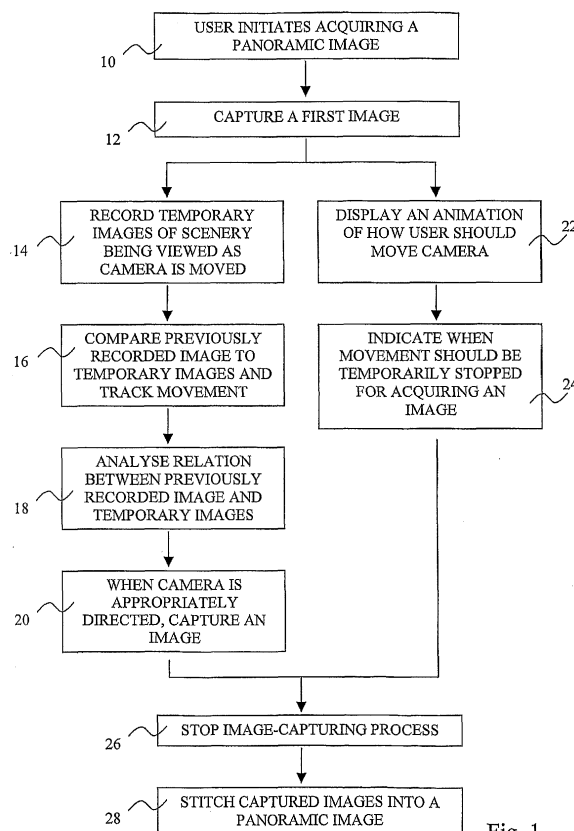 USER INITIATES ACQUIRING A
PANORAMIC IMAGE
10
CAPTURE A FIRST IMAGE
12
RECORD TEMPORARY
IMAGES OF SCENERY
BEING VIEWED AS
CAMERA IS MOVED
14
DISPLAY AN ANIMATION
OF HOW USER SHOULD
MOVE CAMERA
22
COMPARE PREVIOUSLY
RECORDED IMAGE TO
TEMPORARY IMAGES AND
TRACK MOVEMENT
16
INDICATE WHEN
MOVEMENT SHOULD BE
TEMPORARILY STOPPED
FOR ACQUIRING AN
IMAGE
24
ANALYSE RELATION
BETWEEN PREVIOUSLY
RECORDED IMAGE AND
TEMPORARY IMAGES
18
WHEN CAMERA IS
APPROPRIATELY
DIRECTED, CAPTURE AN
IMAGE
20
STOP IMAGE-CAPTURING PROCESS
26
STITCH CAPTURED IMAGES INTO A
PANORAMIC IMAGE
28
Fig. 1